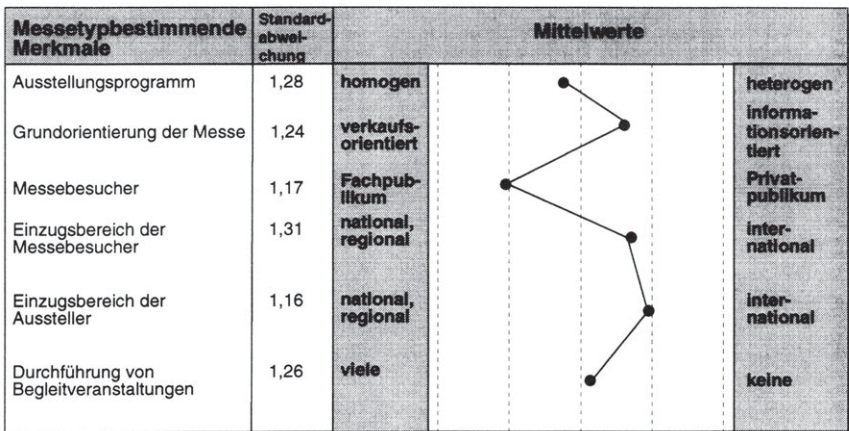 Messetypbestimmende
Merkmale
Standard-
abwei-
chung
Mittelwerte
Ausstellungsprogramm
1,28
homogen
heterogen
Grundorientierung der Messe
1,24
verkaufs-
orientiert
informa-
tionsorien-
tiert
Messebesucher
1,17
Fachpub-
likum
Privat-
publikum
Einzugsbereich der
Messebesucher
1,31
national,
regional
inter-
national
Einzugsbereich der
Aussteller
1,16
national,
regional
inter-
national
Durchführung von
Begleitveranstaltungen
1,26
viele
keine